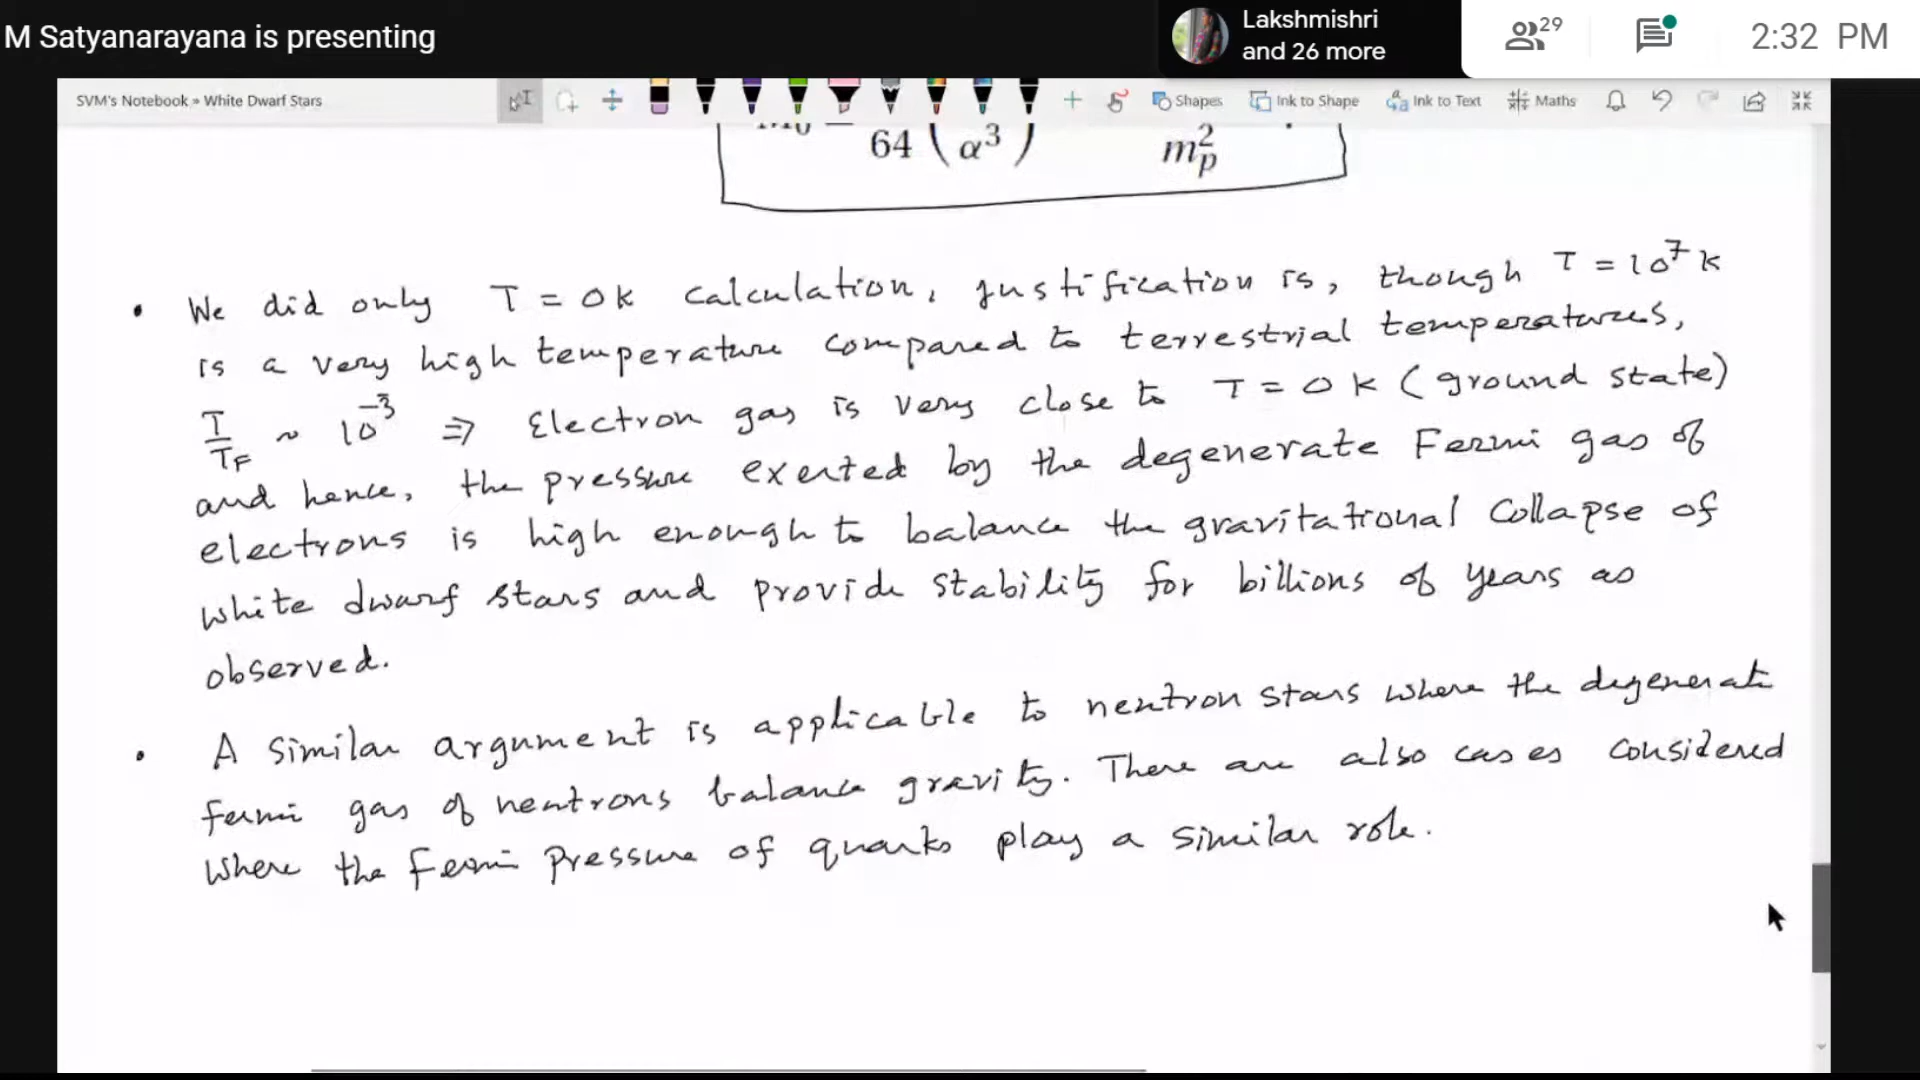 M Satyanarayana is presenting
Lakshmishri
and 26 more
29
2:32 PM
SVM's Notebook » White Dwarf Stars
Shapes
Ink to Shape
Ink to Text
Maths
64 ( α³ ) m_p²
• We did only T = 0K calculation, justification is, though T = 10⁷ K
is a very high temperature compared to terrestrial temperatures,
T/T_F ~ 10⁻³ ⇒ Electron gas is very close to T = 0 K (ground state)
and hence, the pressure exerted by the degenerate Fermi gas of
electrons is high enough to balance the gravitational collapse of
white dwarf stars and provide stability for billions of years as
observed.
• A similar argument is applicable to neutron stars where the degenerate
fermi gas of neutrons balance gravity. There are also cases considered
where the Fermi pressure of quarks play a similar role.